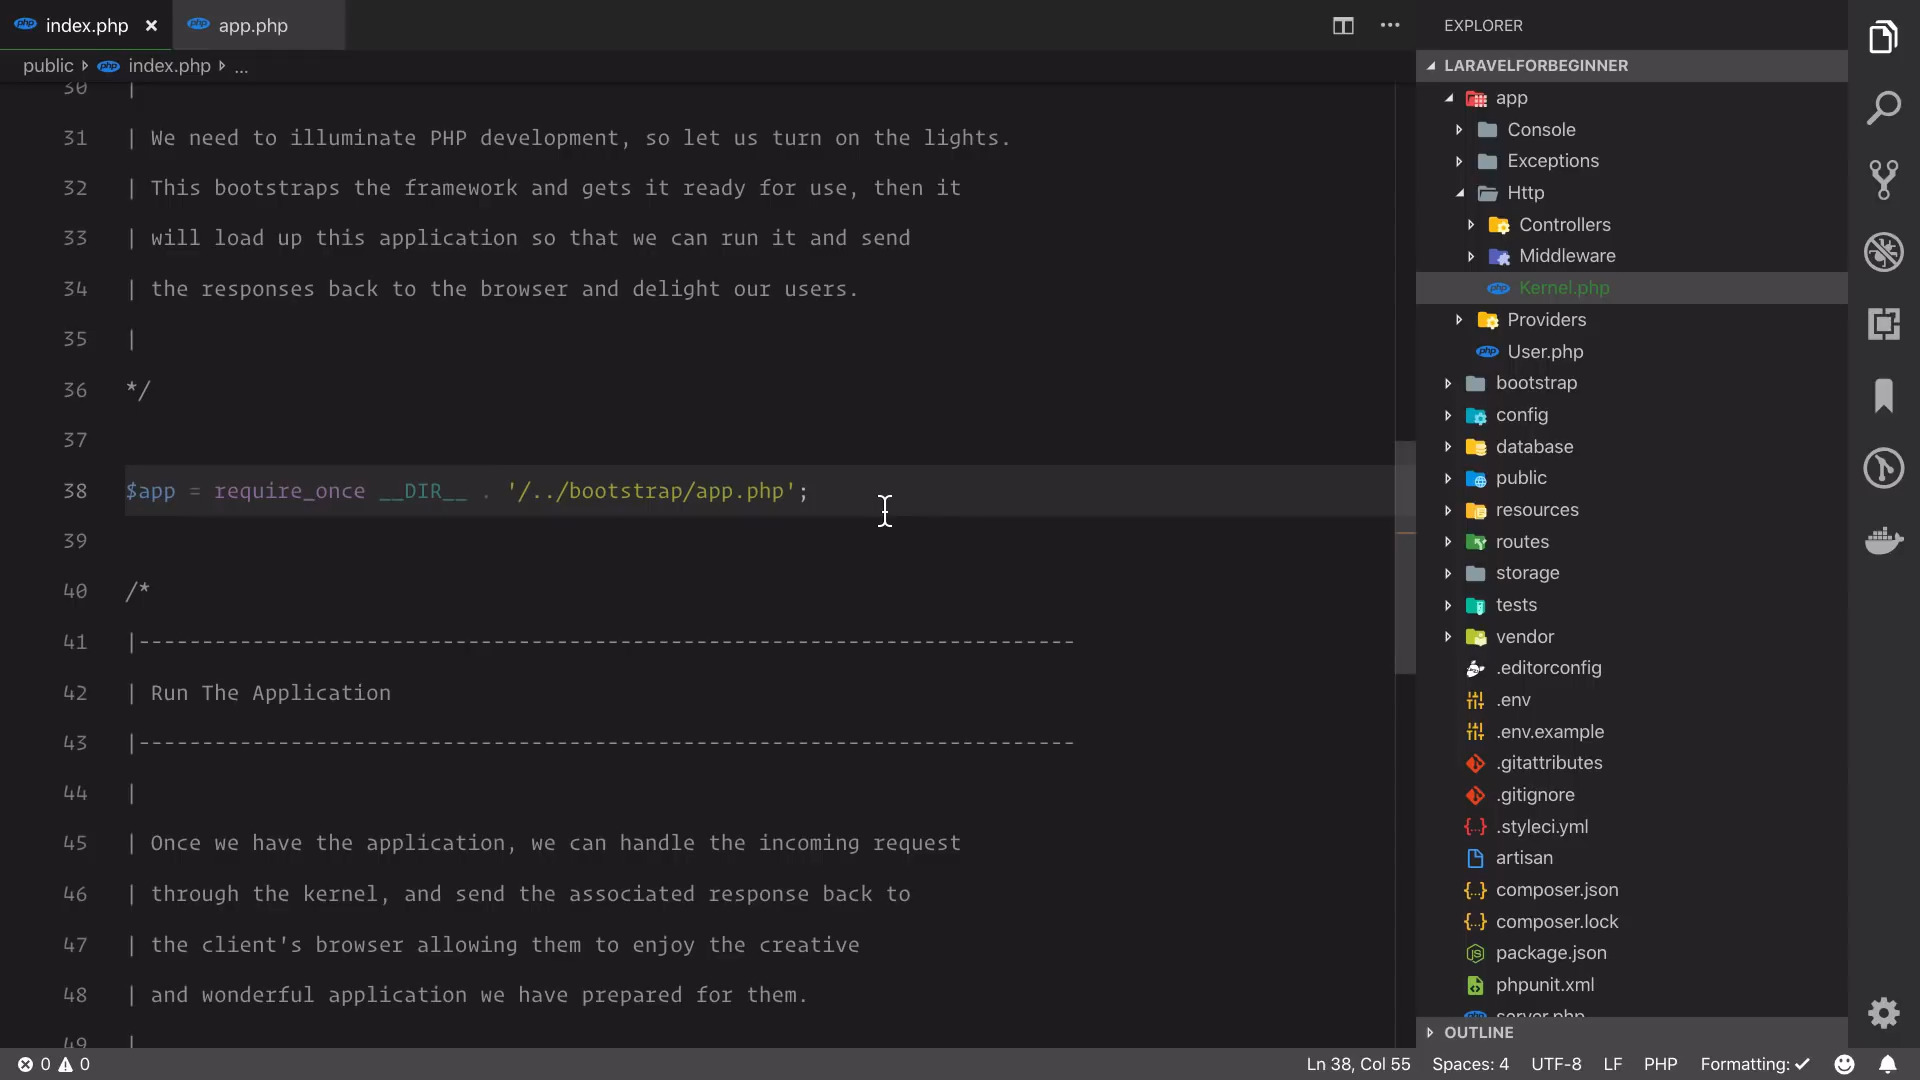 index.php
app.php
public
index.php
...
30 |
31 | We need to illuminate PHP development, so let us turn on the lights.
32 | This bootstraps the framework and gets it ready for use, then it
33 | will load up this application so that we can run it and send
34 | the responses back to the browser and delight our users.
35 |
36 */
37
38 $app = require_once __DIR__ . '/../bootstrap/app.php';
39
40 /*
41 |--------------------------------------------------------------------------
42 | Run The Application
43 |--------------------------------------------------------------------------
44 |
45 | Once we have the application, we can handle the incoming request
46 | through the kernel, and send the associated response back to
47 | the client's browser allowing them to enjoy the creative
48 | and wonderful application we have prepared for them.
49 |
EXPLORER
LARAVELFORBEGINNER
app
Console
Exceptions
Http
Controllers
Middleware
php Kernel.php
Providers
php User.php
bootstrap
config
database
public
resources
routes
storage
tests
vendor
.editorconfig
.env
.env.example
.gitattributes
.gitignore
.styleci.yml
artisan
composer.json
composer.lock
package.json
phpunit.xml
server.php
OUTLINE
0 0
Ln 38, Col 55
Spaces: 4
UTF-8
LF
PHP
Formatting: ✓